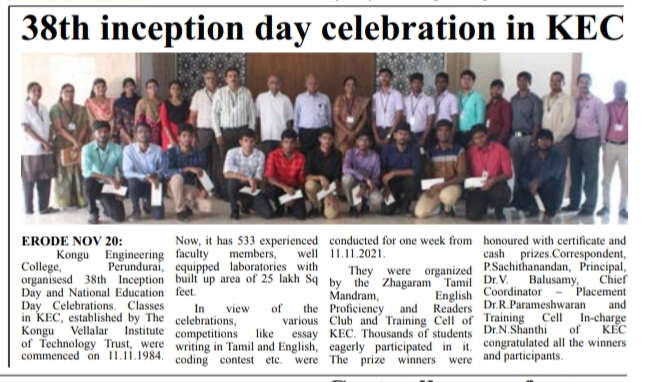 38th inception day celebration in KEC
ERODE NOV 20:
Kongu Engineering
College, Perundurai,
organisesd 38th Inception
Day and National Education
Day Celebrations. Classes
in KEC, established by The
Kongu Vellalar Institute
of Technology Trust, were
commenced on 11.11.1984.
Now, it has 533 experienced
faculty members, well
equipped laboratories with
built up area of 25 lakh Sq
feet.
In view of the
celebrations, various
competitions like essay
writing in Tamil and English,
coding contest etc. were
conducted for one week from
11.11.2021.
They were organized
by the Zhagaram Tamil
Mandram, English
Proficiency and Readers
Club and Training Cell of
KEC. Thousands of students
eagerly participated in it.
The prize winners were
honoured with certificate and
cash prizes.Correspondent,
P.Sachithanandan, Principal,
Dr.V. Balusamy, Chief
Coordinator – Placement
Dr.R.Parameshwaran and
Training Cell In-charge
Dr.N.Shanthi of KEC
congratulated all the winners
and participants.